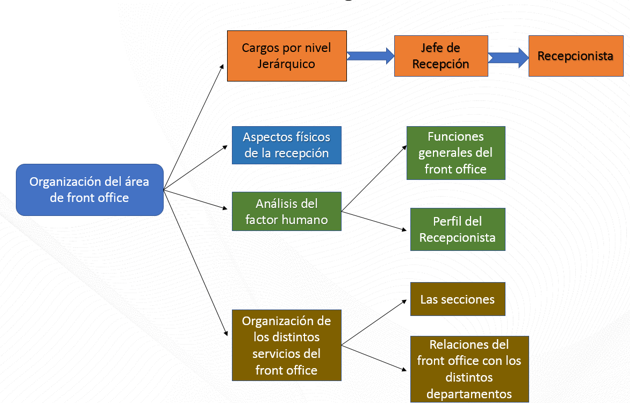 Cargos por nivel
Jerárquico
Jefe de
Recepción
Recepcionista
Aspectos físicos
de la recepción
Funciones
generales del
front office
Organización del área
de front office
Análisis del
factor humano
Perfil del
Recepcionista
Organización de
los distintos
servicios del
front office
Las secciones
Relaciones del
front office con los
distintos
departamentos